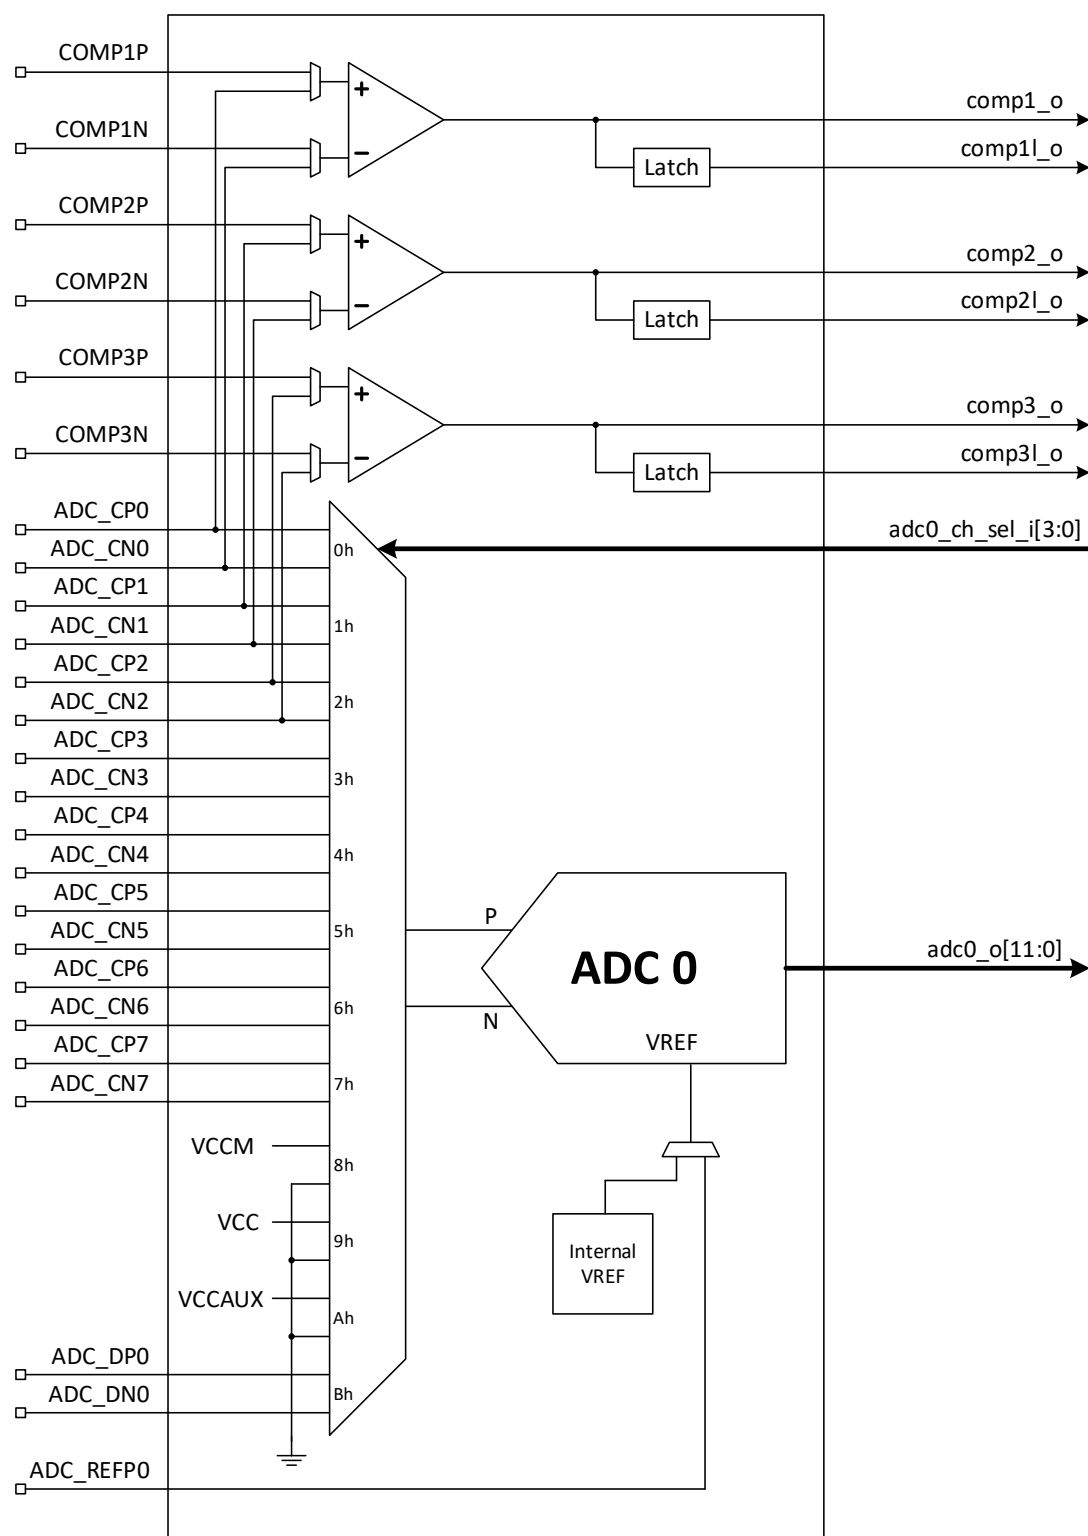 COMP1P
+
comp1_o
COMP1N
−
Latch
comp1l_o
COMP2P
+
comp2_o
COMP2N
−
Latch
comp2l_o
COMP3P
+
comp3_o
COMP3N
−
Latch
comp3l_o
ADC_CP0
0h
adc0_ch_sel_i[3:0]
ADC_CN0
ADC_CP1
1h
ADC_CN1
ADC_CP2
2h
ADC_CN2
ADC_CP3
3h
ADC_CN3
ADC_CP4
4h
ADC_CN4
ADC_CP5
5h
ADC_CN5
ADC_CP6
6h
ADC_CN6
ADC_CP7
7h
ADC_CN7
P
N
ADC 0
VREF
adc0_o[11:0]
VCCM
8h
VCC
9h
VCCAUX
Ah
Internal
VREF
ADC_DP0
Bh
ADC_DN0
ADC_REFP0